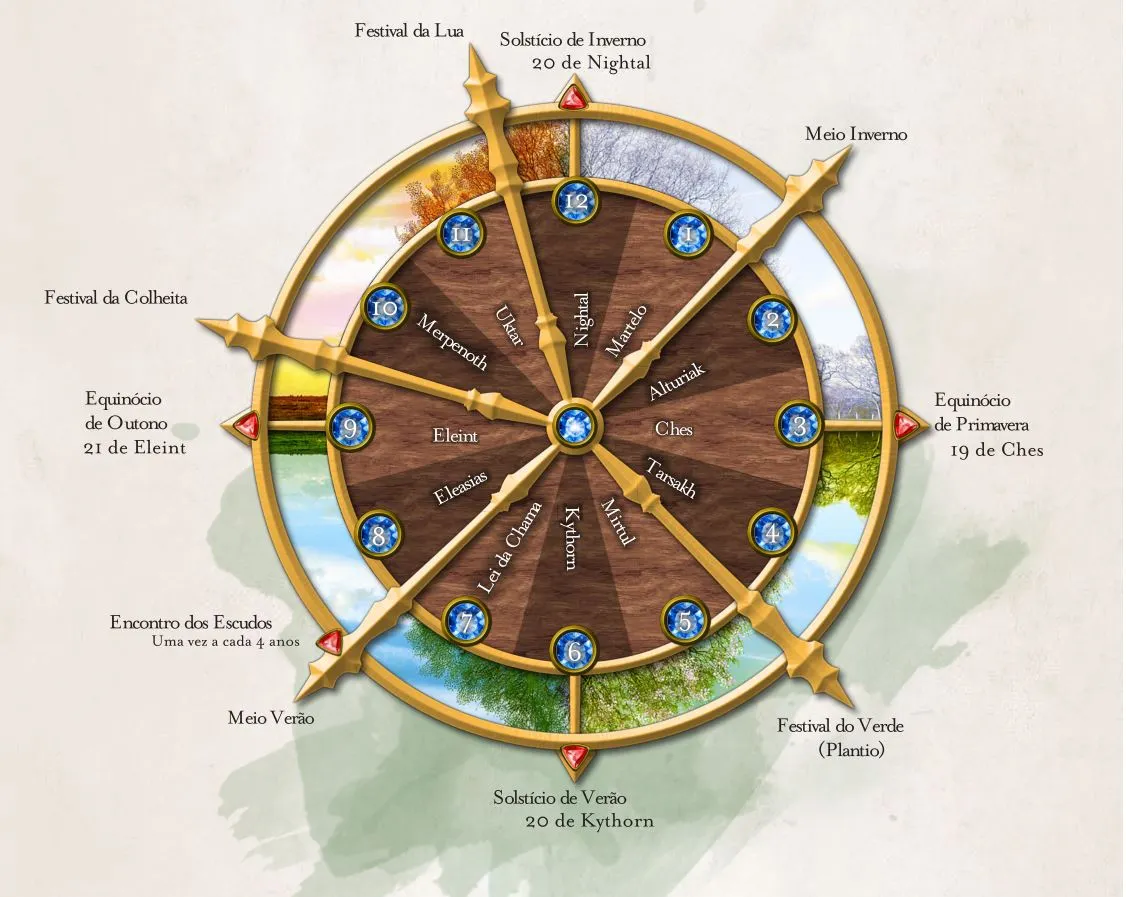 Festival da Lua
Solstício de Inverno
20 de Nightal
Meio Inverno
Festival da Colheita
Equinócio
de Outono
21 de Eleint
Equinócio
de Primavera
19 de Ches
Encontro dos Escudos
Uma vez a cada 4 anos
Meio Verão
Festival do Verde
(Plantio)
Solstício de Verão
20 de Kythorn
12
1
2
3
4
5
6
7
8
9
10
11
Nightal
Martelo
Alturiak
Ches
Tarsakh
Mirtul
Kythorn
Lei da Chama
Eleasias
Eleint
Merpenoth
Uktar